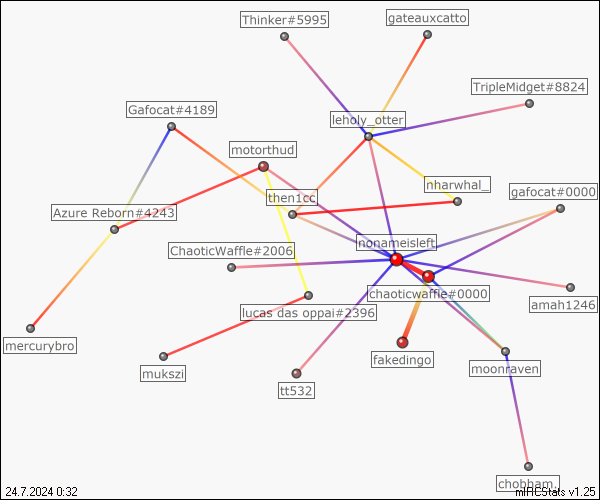 Thinker#5995
gateauxcatto
TripleMidget#8824
Gafocat#4189
leholy_otter
motorthud
nharwhal_
gafocat#0000
then1cc
Azure Reborn#4243
nonameisleft
ChaoticWaffle#2006
chaoticwaffle#0000
amah1246
lucas das oppai#2396
mercurybro
fakedingo
mukszi
moonraven
tt532
chobham.
24.7.2024 0:32
mIRCStats v1.25